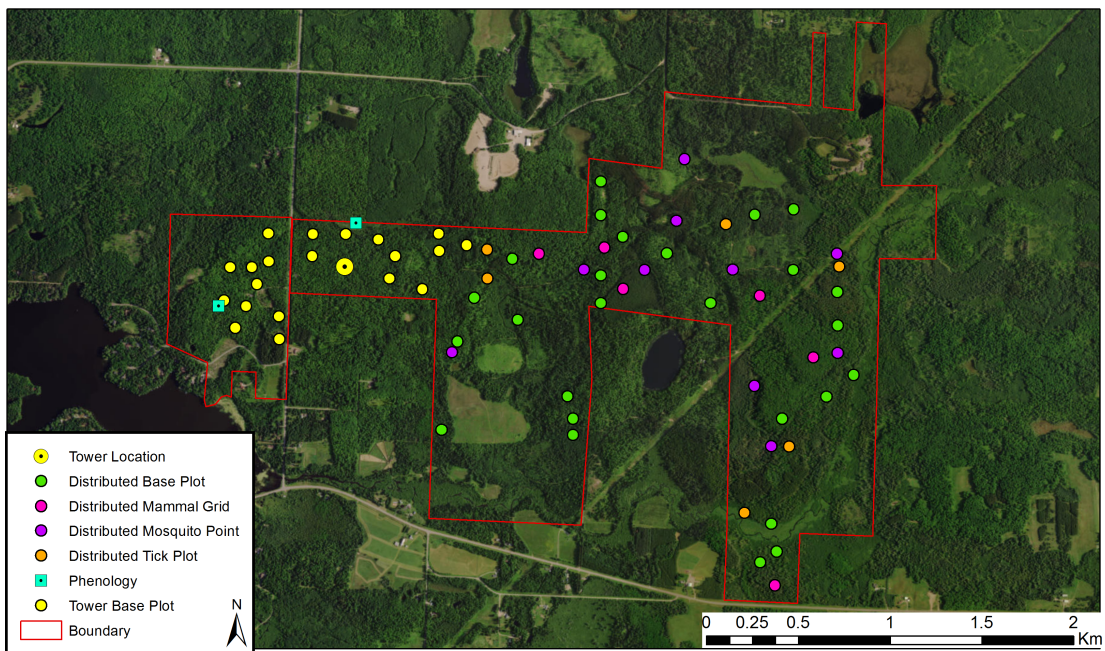 Tower Location
Distributed Base Plot
Distributed Mammal Grid
Distributed Mosquito Point
Distributed Tick Plot
Phenology
Tower Base Plot
Boundary
N
0 0.25 0.5 1 1.5 2
Km